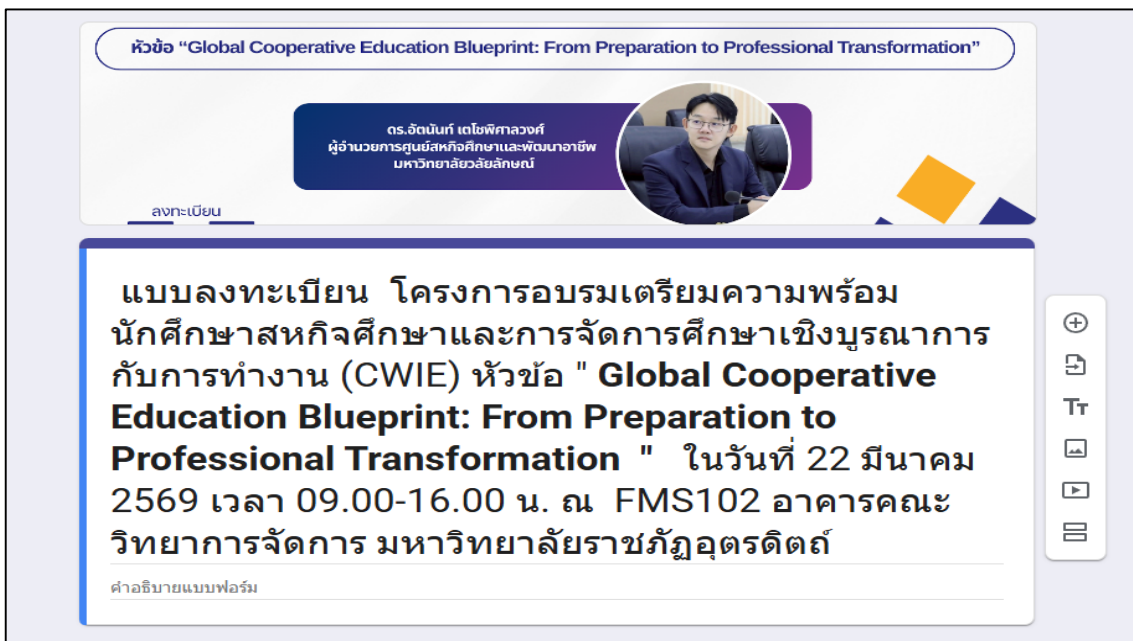 หัวข้อ “Global Cooperative Education Blueprint: From Preparation to Professional Transformation”
ดร.อัตนันท์ เตโชพิศาลวงศ์
ผู้อำนวยการศูนย์สหกิจศึกษาและพัฒนาอาชีพ
มหาวิทยาลัยวลัยลักษณ์
ลงทะเบียน
แบบลงทะเบียน โครงการอบรมเตรียมความพร้อม
นักศึกษาสหกิจศึกษาและการจัดการศึกษาเชิงบูรณาการ
กับการทำงาน (CWIE) หัวข้อ " Global Cooperative
Education Blueprint: From Preparation to
Professional Transformation " ในวันที่ 22 มีนาคม
2569 เวลา 09.00-16.00 น. ณ FMS102 อาคารคณะ
วิทยาการจัดการ มหาวิทยาลัยราชภัฏอุตรดิตถ์
คำอธิบายแบบฟอร์ม